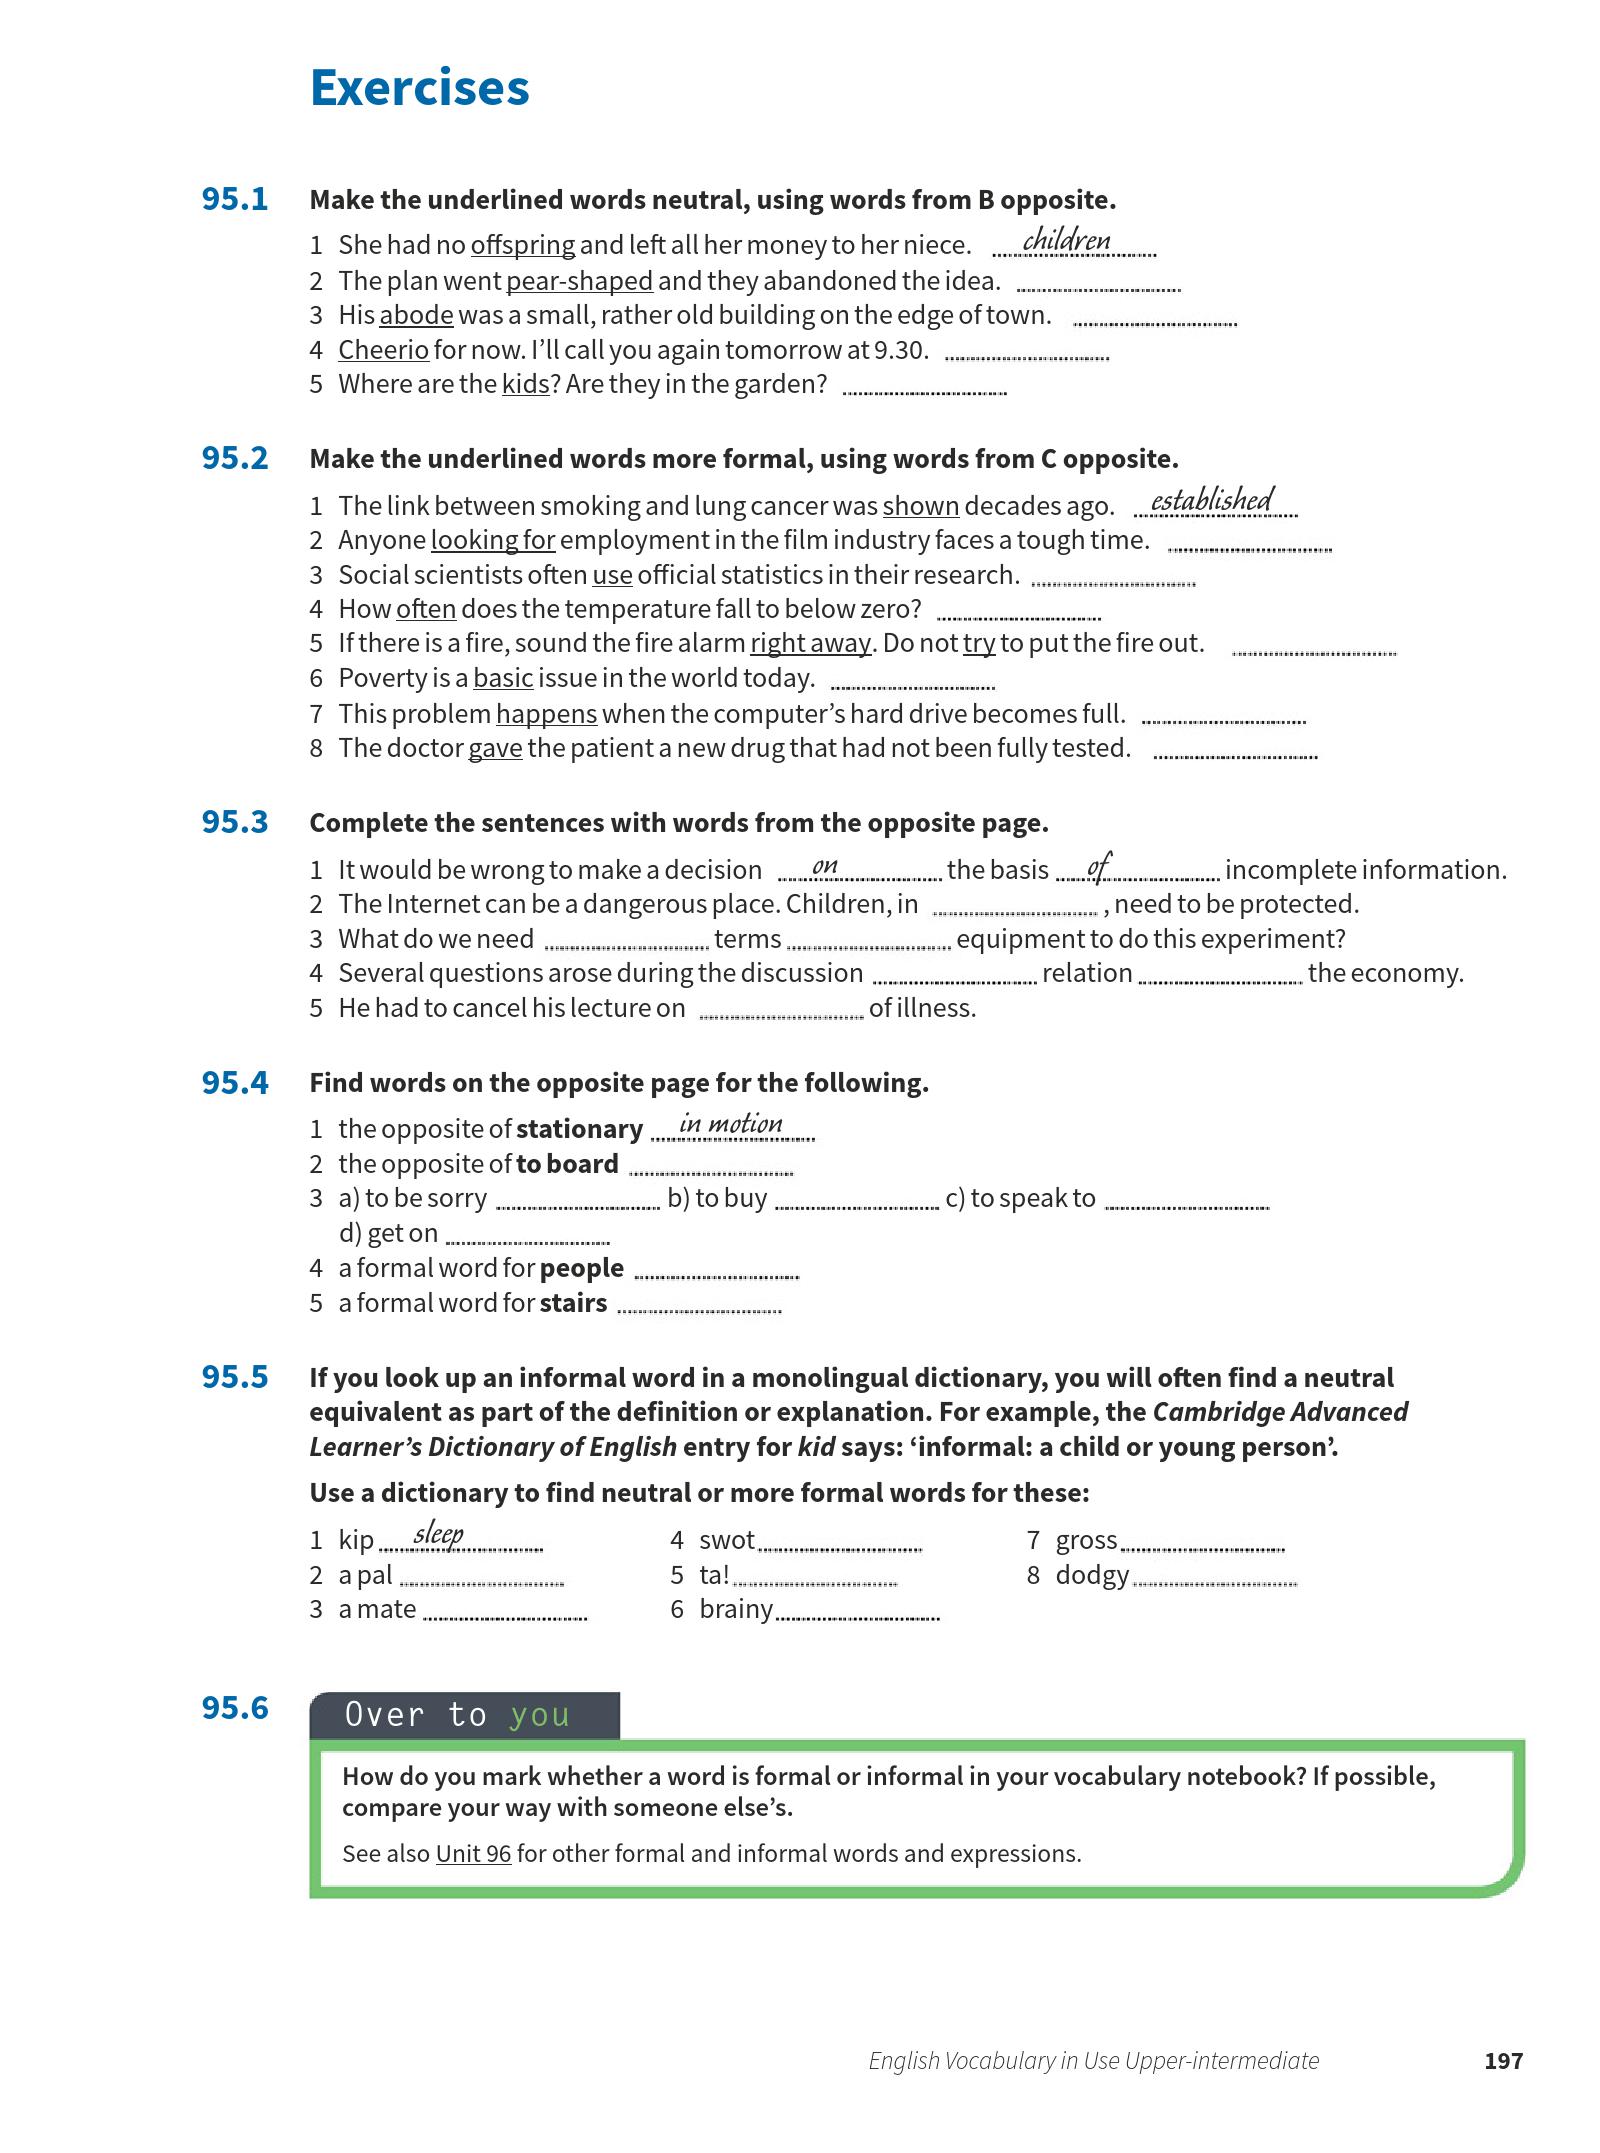 Exercises
95.1 Make the underlined words neutral, using words from B opposite.
1 She had no offspring and left all her money to her niece. children
2 The plan went pear-shaped and they abandoned the idea.
3 His abode was a small, rather old building on the edge of town.
4 Cheerio for now. I’ll call you again tomorrow at 9.30.
5 Where are the kids? Are they in the garden?
95.2 Make the underlined words more formal, using words from C opposite.
1 The link between smoking and lung cancer was shown decades ago. established
2 Anyone looking for employment in the film industry faces a tough time.
3 Social scientists often use official statistics in their research.
4 How often does the temperature fall to below zero?
5 If there is a fire, sound the fire alarm right away. Do not try to put the fire out.
6 Poverty is a basic issue in the world today.
7 This problem happens when the computer’s hard drive becomes full.
8 The doctor gave the patient a new drug that had not been fully tested.
95.3 Complete the sentences with words from the opposite page.
1 It would be wrong to make a decision on the basis of incomplete information.
2 The Internet can be a dangerous place. Children, in , need to be protected.
3 What do we need terms equipment to do this experiment?
4 Several questions arose during the discussion relation the economy.
5 He had to cancel his lecture on of illness.
95.4 Find words on the opposite page for the following.
1 the opposite of stationary in motion
2 the opposite of to board
3 a) to be sorry b) to buy c) to speak to
d) get on
4 a formal word for people
5 a formal word for stairs
95.5 If you look up an informal word in a monolingual dictionary, you will often find a neutral
equivalent as part of the definition or explanation. For example, the Cambridge Advanced
Learner’s Dictionary of English entry for kid says: ‘informal: a child or young person’.
Use a dictionary to find neutral or more formal words for these:
1 kip sleep 4 swot 7 gross
2 a pal 5 ta! 8 dodgy
3 a mate 6 brainy
95.6 Over to you
How do you mark whether a word is formal or informal in your vocabulary notebook? If possible,
compare your way with someone else’s.
See also Unit 96 for other formal and informal words and expressions.
English Vocabulary in Use Upper-intermediate 197